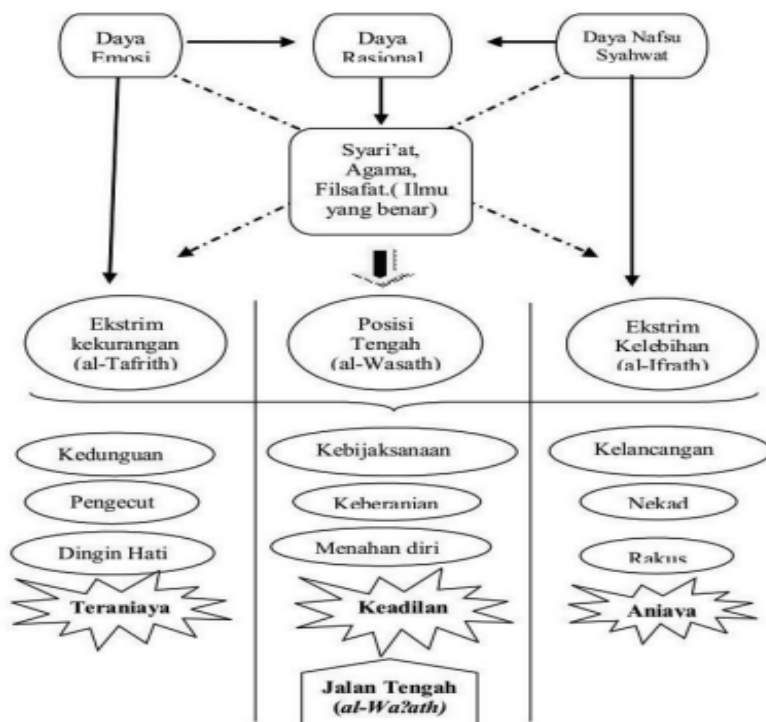 Daya
Emosi
Daya
Rasional
Daya Nafsu
Syahwat
Syari'at,
Agama,
Filsafat.( Ilmu
yang benar)
Ekstrim
kekurangan
(al-Tafrith)
Posisi
Tengah
(al-Wasath)
Ekstrim
Kelebihan
(al-Ifrath)
Kedunguan
Kebijaksanaan
Kelancangan
Pengecut
Keberanian
Nekad
Dingin Hati
Menahan diri
Rakus
Teraniaya
Keadilan
Aniaya
Jalan Tengah
(al-Wa?ath)